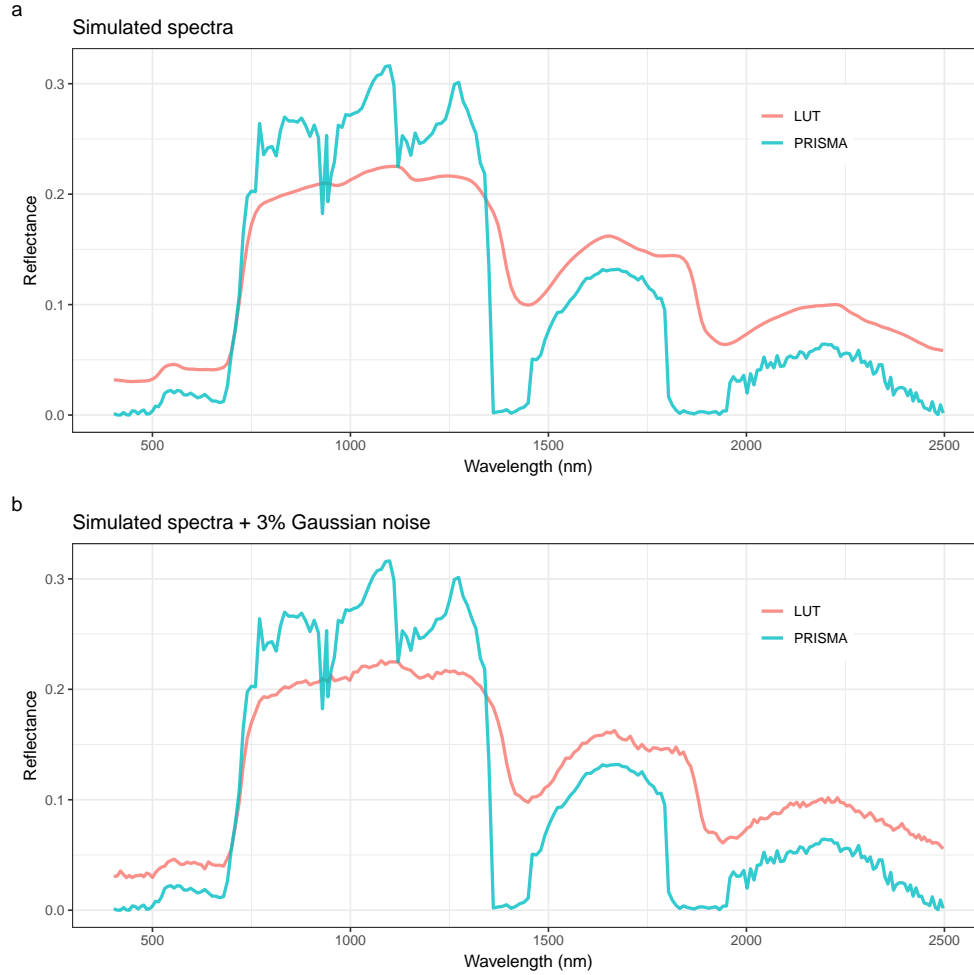 a
Simulated spectra
0.3
0.2
0.1
0.0
Reflectance
LUT
PRISMA
500 1000 1500 2000 2500
Wavelength (nm)
b
Simulated spectra + 3% Gaussian noise
0.3
0.2
0.1
0.0
Reflectance
LUT
PRISMA
500 1000 1500 2000 2500
Wavelength (nm)